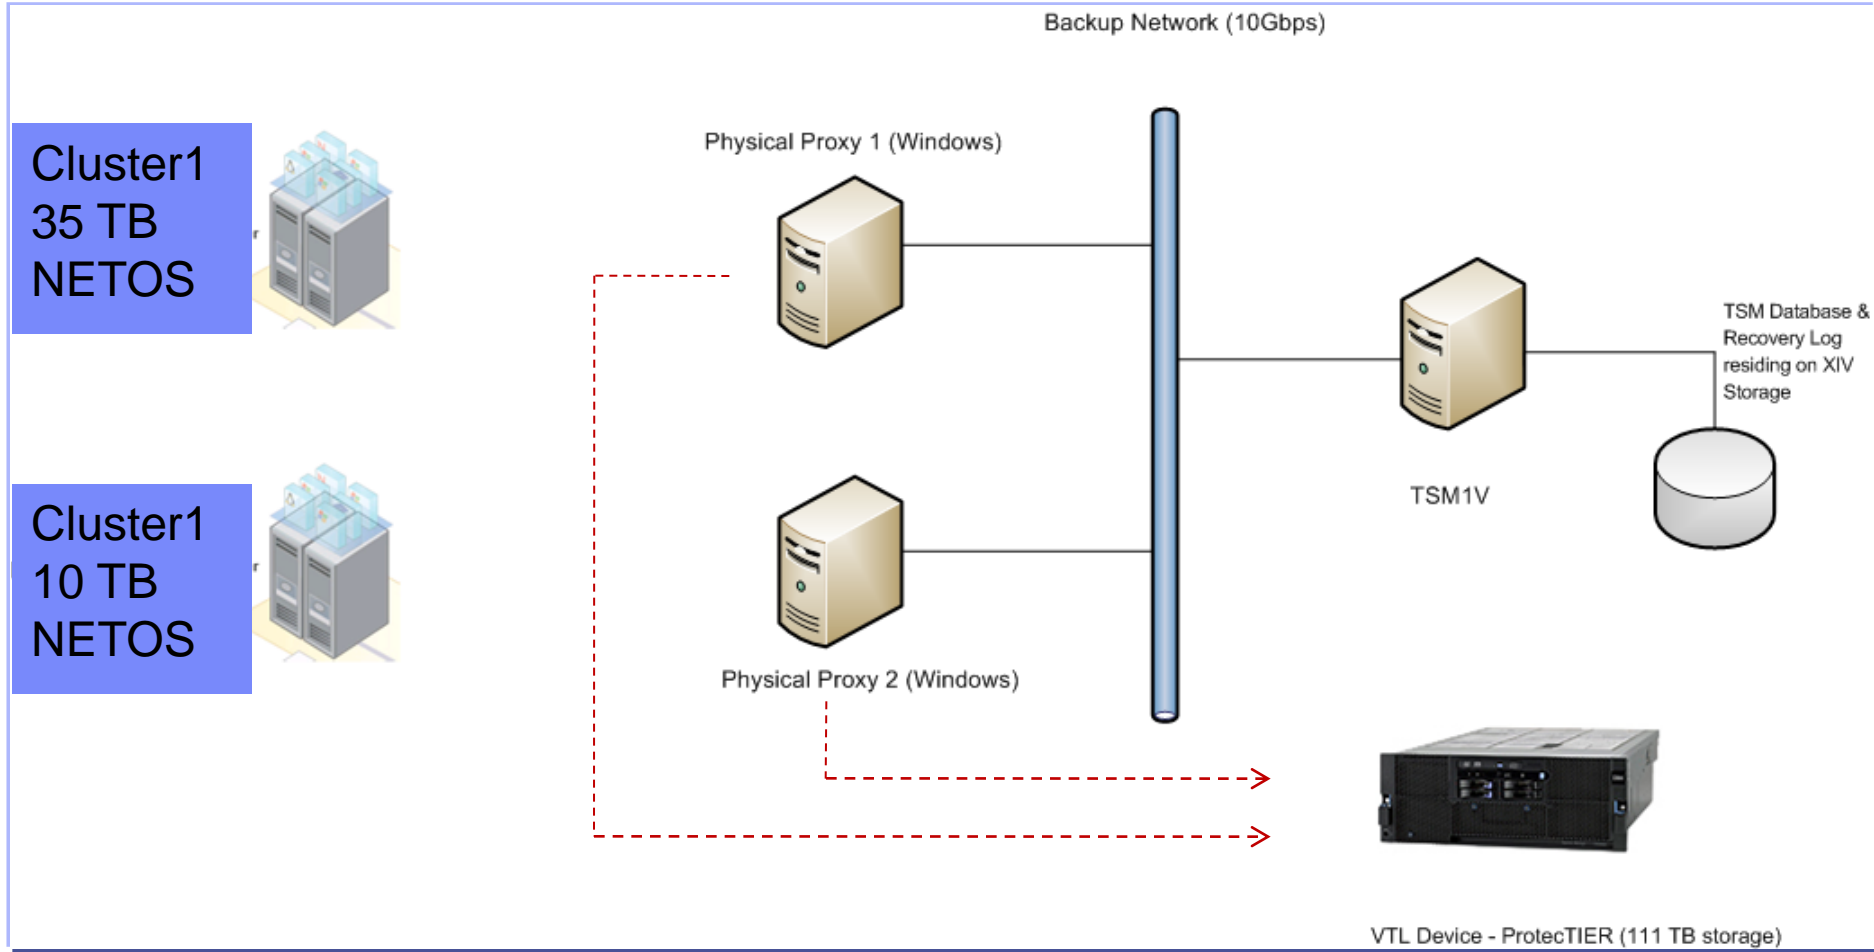 Backup Network (10Gbps)
Cluster1
35 TB
NETOS
r
Physical Proxy 1 (Windows)
TSM Database &
Recovery Log
residing on XIV
Storage
TSM1V
Cluster1
10 TB
NETOS
r
Physical Proxy 2 (Windows)
VTL Device - ProtecTIER (111 TB storage)